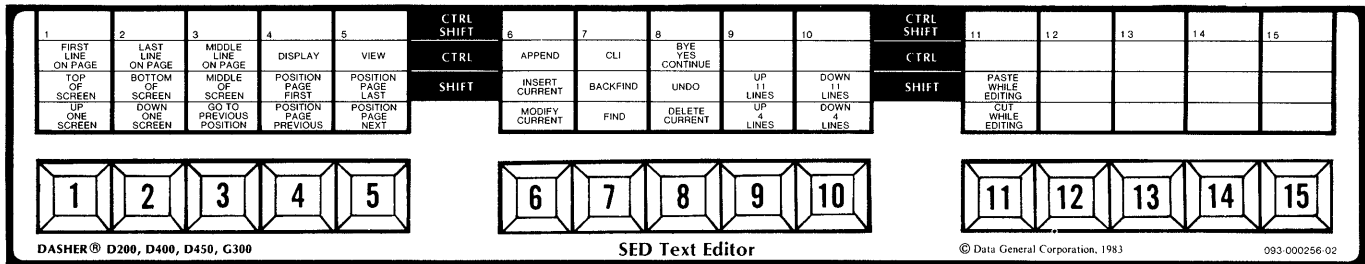 CTRL SHIFT CTRL SHIFT
1 2 3 4 5 6 7 8 9 10 11 12 13 14 15
FIRST LINE ON PAGE
LAST LINE ON PAGE
MIDDLE LINE ON PAGE
DISPLAY
VIEW
CTRL
APPEND
CLI
BYE YES CONTINUE
CTRL
TOP OF SCREEN
BOTTOM OF SCREEN
MIDDLE OF SCREEN
POSITION PAGE FIRST
POSITION PAGE LAST
SHIFT
INSERT CURRENT
BACKFIND
UNDO
UP 11 LINES
DOWN 11 LINES
SHIFT
PASTE WHILE EDITING
UP ONE SCREEN
DOWN ONE SCREEN
GO TO PREVIOUS POSITION
POSITION PAGE PREVIOUS
POSITION PAGE NEXT
MODIFY CURRENT
FIND
DELETE CURRENT
UP 4 LINES
DOWN 4 LINES
CUT WHILE EDITING
1 2 3 4 5 6 7 8 9 10 11 12 13 14 15
DASHER® D200, D400, D450, G300
SED Text Editor
© Data General Corporation, 1983
093-000256-02